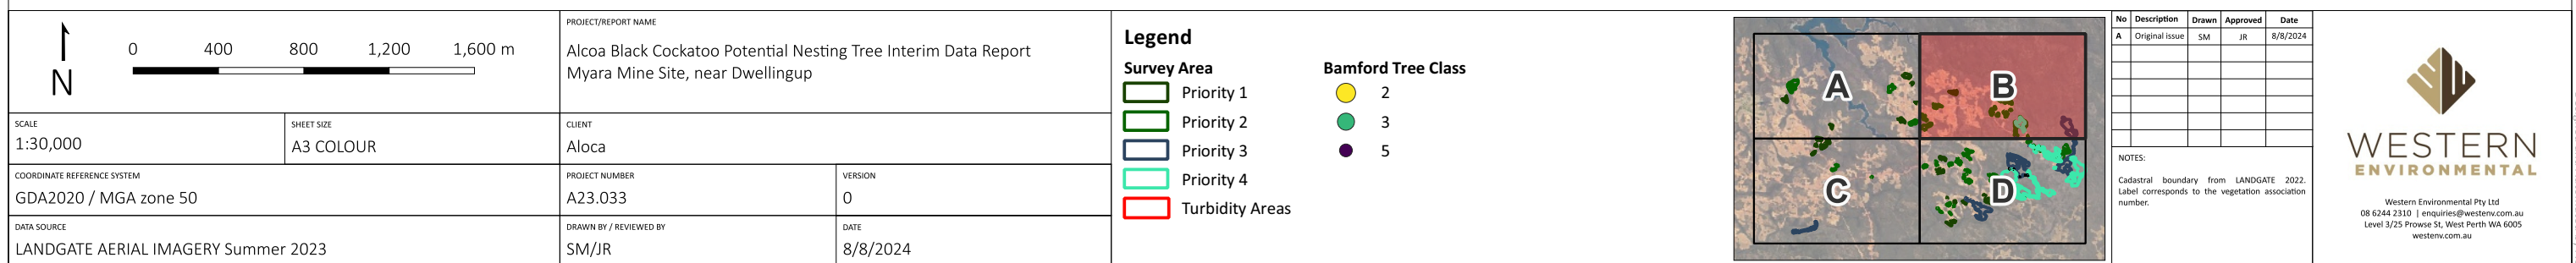 0 400 800 1,200 1,600 m
N
SCALE
1:30,000
SHEET SIZE
A3 COLOUR
COORDINATE REFERENCE SYSTEM
GDA2020 / MGA zone 50
DATA SOURCE
LANDGATE AERIAL IMAGERY Summer 2023
PROJECT/REPORT NAME
Alcoa Black Cockatoo Potential Nesting Tree Interim Data Report
Myara Mine Site, near Dwellingup
CLIENT
Aloca
PROJECT NUMBER
A23.033
VERSION
0
DRAWN BY / REVIEWED BY
SM/JR
DATE
8/8/2024
Legend
Survey Area
Priority 1
Priority 2
Priority 3
Priority 4
Turbidity Areas
Bamford Tree Class
2
3
5
A
B
C
D
No Description Drawn Approved Date
A Original issue SM JR 8/8/2024
NOTES:
Cadastral boundary from LANDGATE 2022.
Label corresponds to the vegetation association
number.
WESTERN
ENVIRONMENTAL
Western Environmental Pty Ltd
08 6244 2310 | enquiries@westenv.com.au
Level 3/25 Prowse St, West Perth WA 6005
westenv.com.au